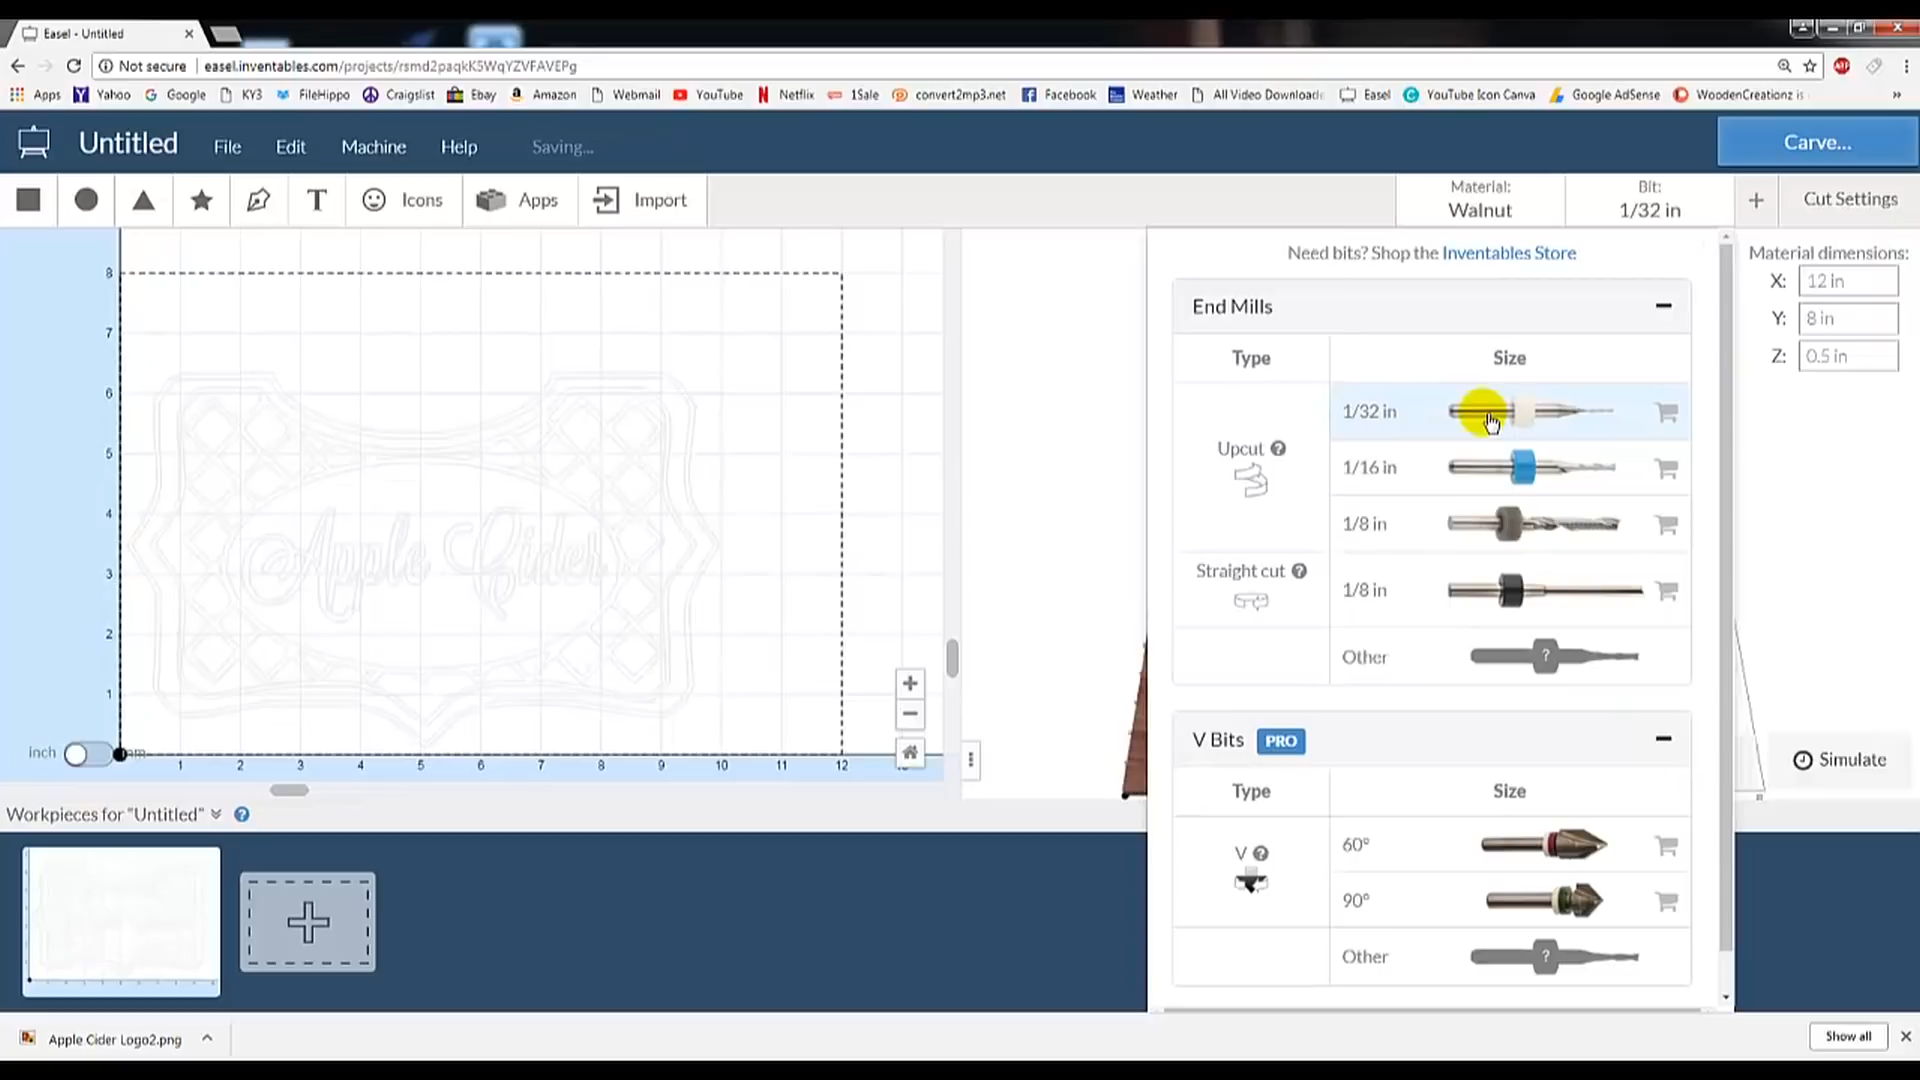 Easel - Untitled
Not secure easel.inventables.com/projects/rsmd2paqkK5WqYZVFAVEPg
Apps Yahoo Google KY3 FileHippo Craigslist Ebay Amazon Webmail YouTube Netflix 1Sale convert2mp3.net Facebook Weather All Video Download Easel YouTube Icon Canva Google AdSense WoodenCreationz is
Untitled File Edit Machine Help Saving... Carve...
T Icons Apps Import Material: Walnut Bit: 1/32 in + Cut Settings
Need bits? Shop the Inventables Store
Material dimensions:
X: 12 in
Y: 8 in
Z: 0.5 in
End Mills
Type Size
Upcut ?
1/32 in
1/16 in
1/8 in
Straight cut ?
1/8 in
Other ?
V Bits PRO
Type Size
V ?
60°
90°
Other ?
8
7
6
5
4
3
2
1
Apple Cider
inch
1 2 3 4 5 6 7 8 9 10 11 12
Simulate
Workpieces for "Untitled" ?
Apple Cider Logo2.png
Show all